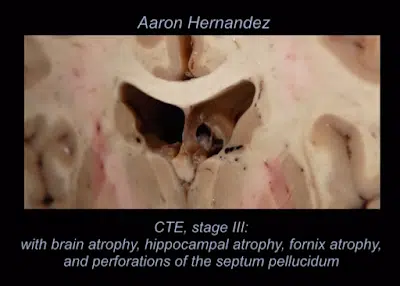 Aaron Hernandez
CTE, stage III:
with brain atrophy, hippocampal atrophy, fornix atrophy,
and perforations of the septum pellucidum